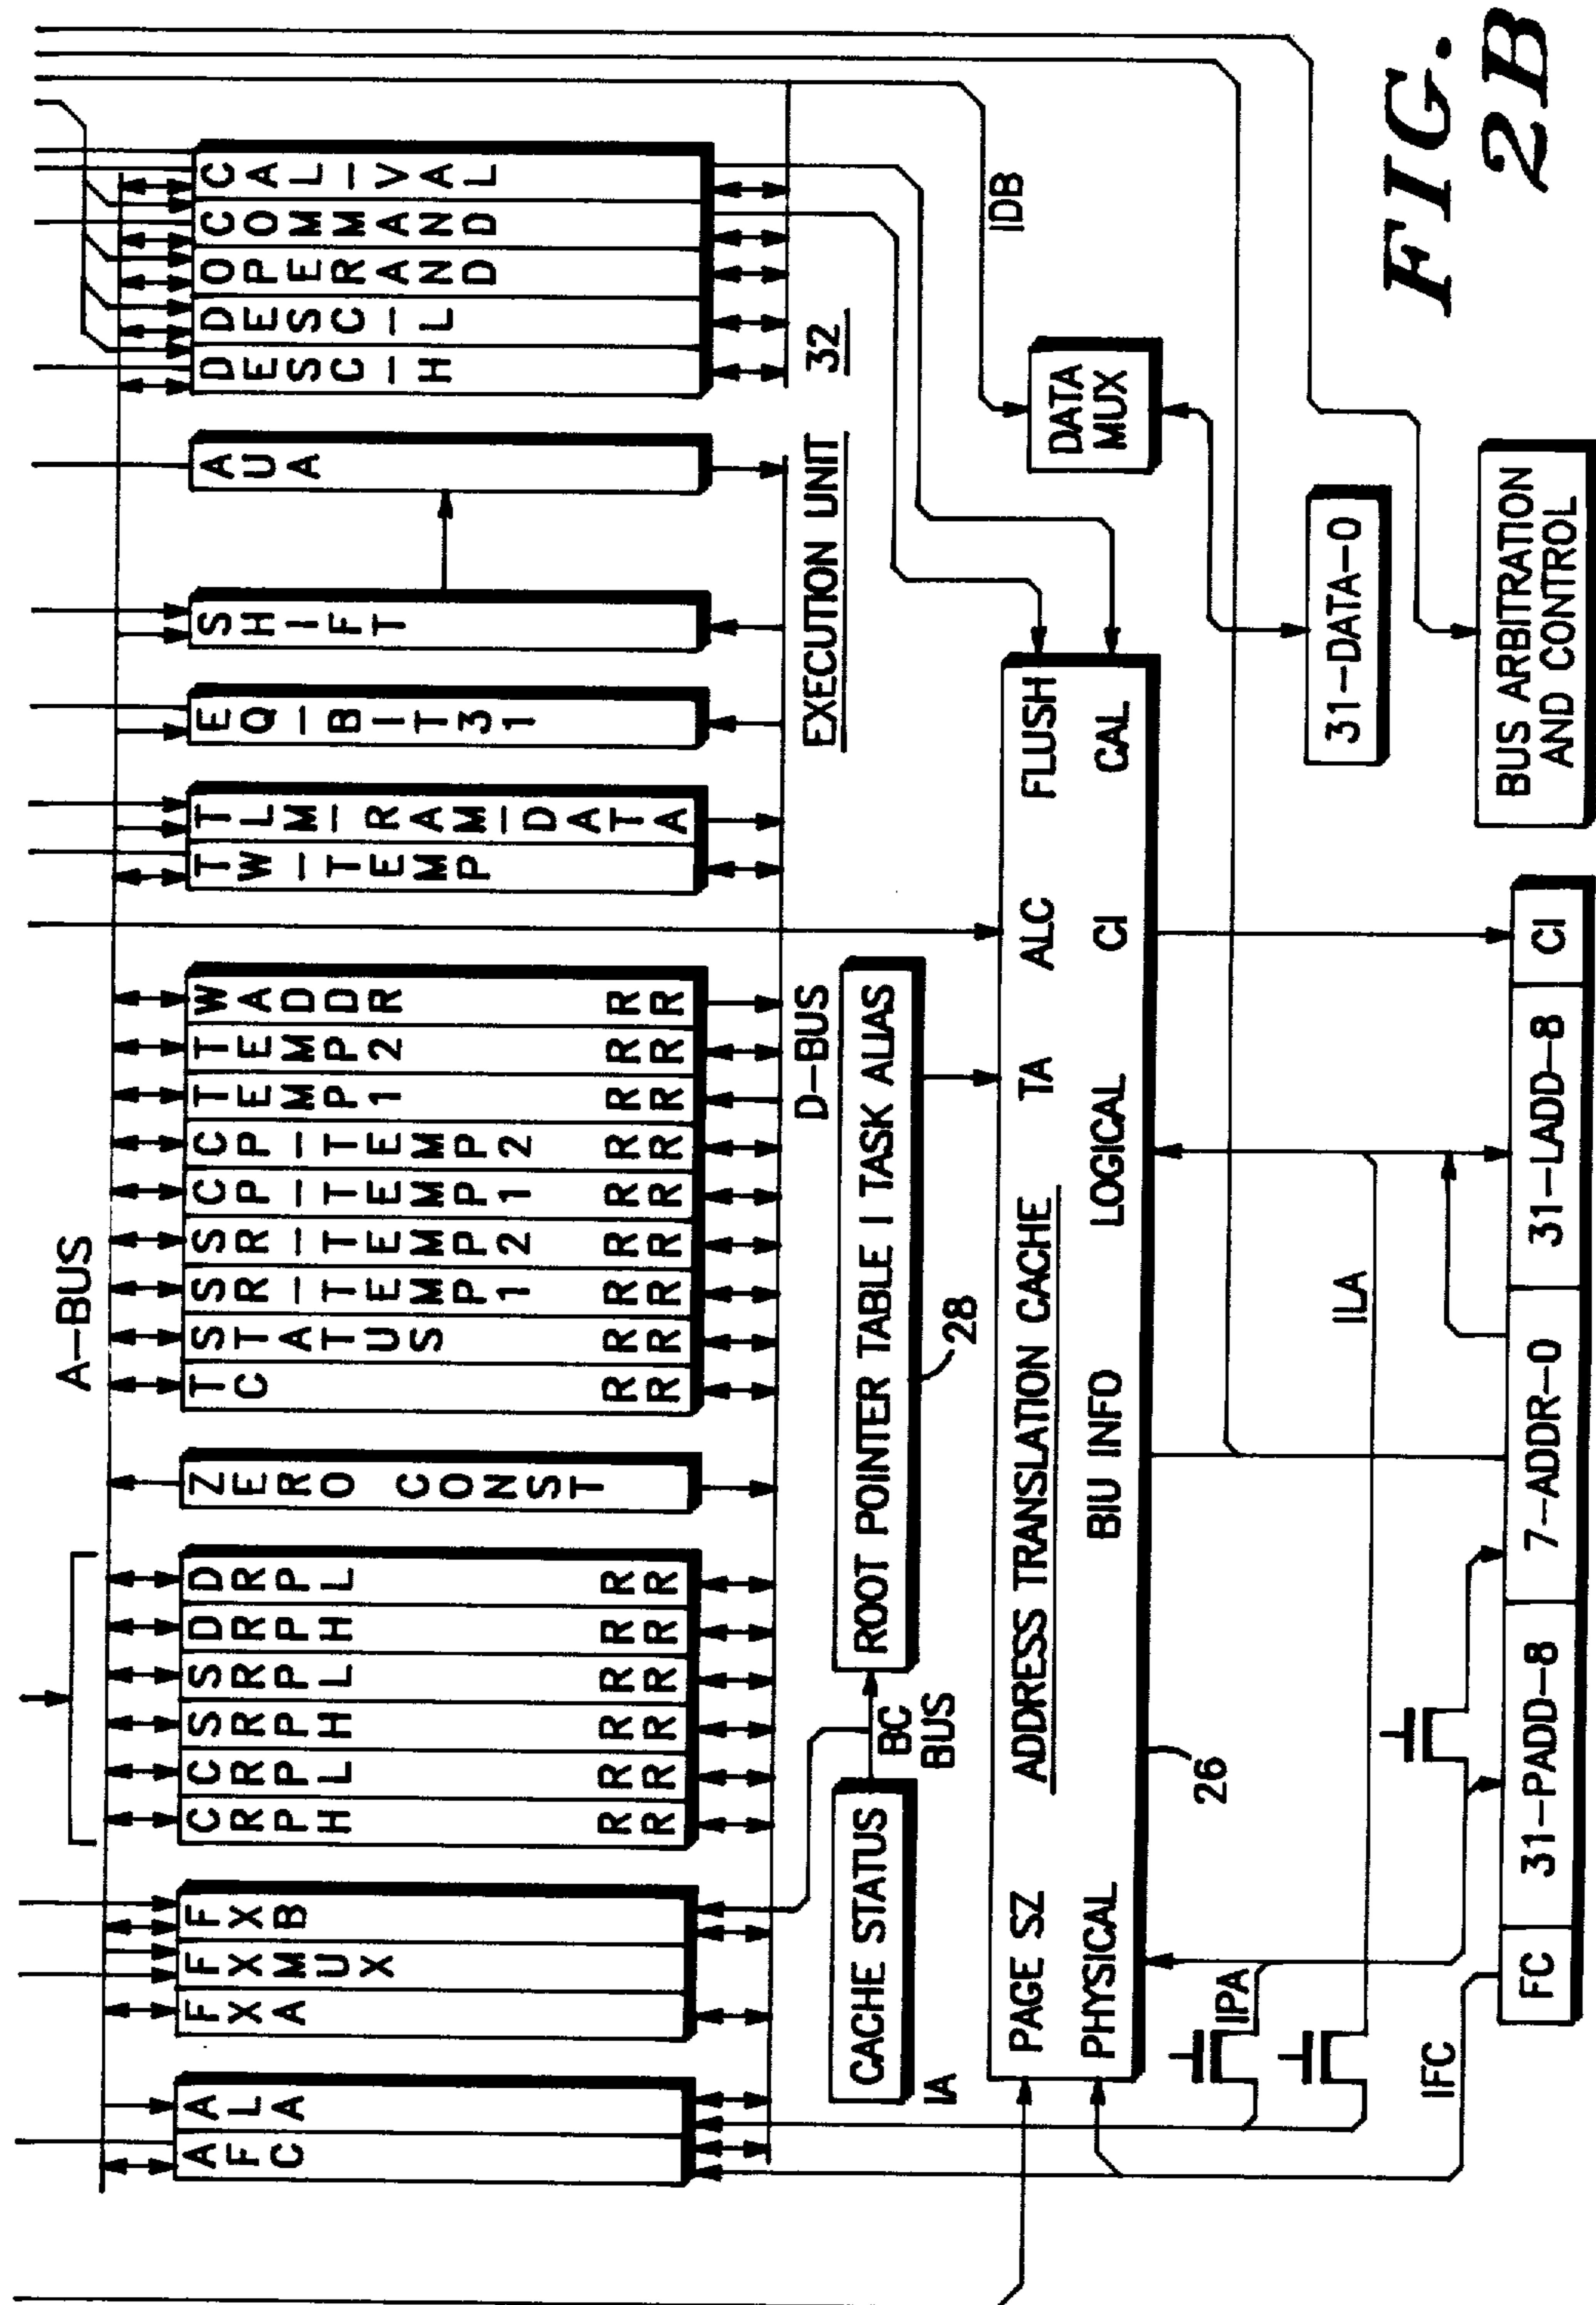 A-BUS
AFC
ALA
FXA
FXMUX
FXB
CRPH RR
CRPL RR
SRPH RR
SRPL RR
DRPH RR
DRPL RR
ZERO CONST
TC RR
STATUS RR
SR-TEMP1 RR
SR-TEMP2 RR
CP-TEMP1 RR
CP-TEMP2 RR
TEMP1 RR
TEMP2 RR
WADDR RR
TW-TEMP
TLM-RAM-DATA
EQ-BIT31
SHIFT
AUA
DESC-H
DESC-L
OPERAND
COMMAND
CAL-VAL
D-BUS
EXECUTION UNIT 32
CACHE STATUS
IA
BC
BUS
ROOT POINTER TABLE I TASK ALIAS
28
IDB
PAGE SZ ADDRESS TRANSLATION CACHE TA ALC FLUSH
PHYSICAL BIU INFO LOGICAL CI CAL
26
DATA
MUX
IPA
ILA
IFC
31-DATA-0
FC 31-PADD-8 7-ADDR-0 31-LADD-8 CI
BUS ARBITRATION
AND CONTROL
FIG.
2B